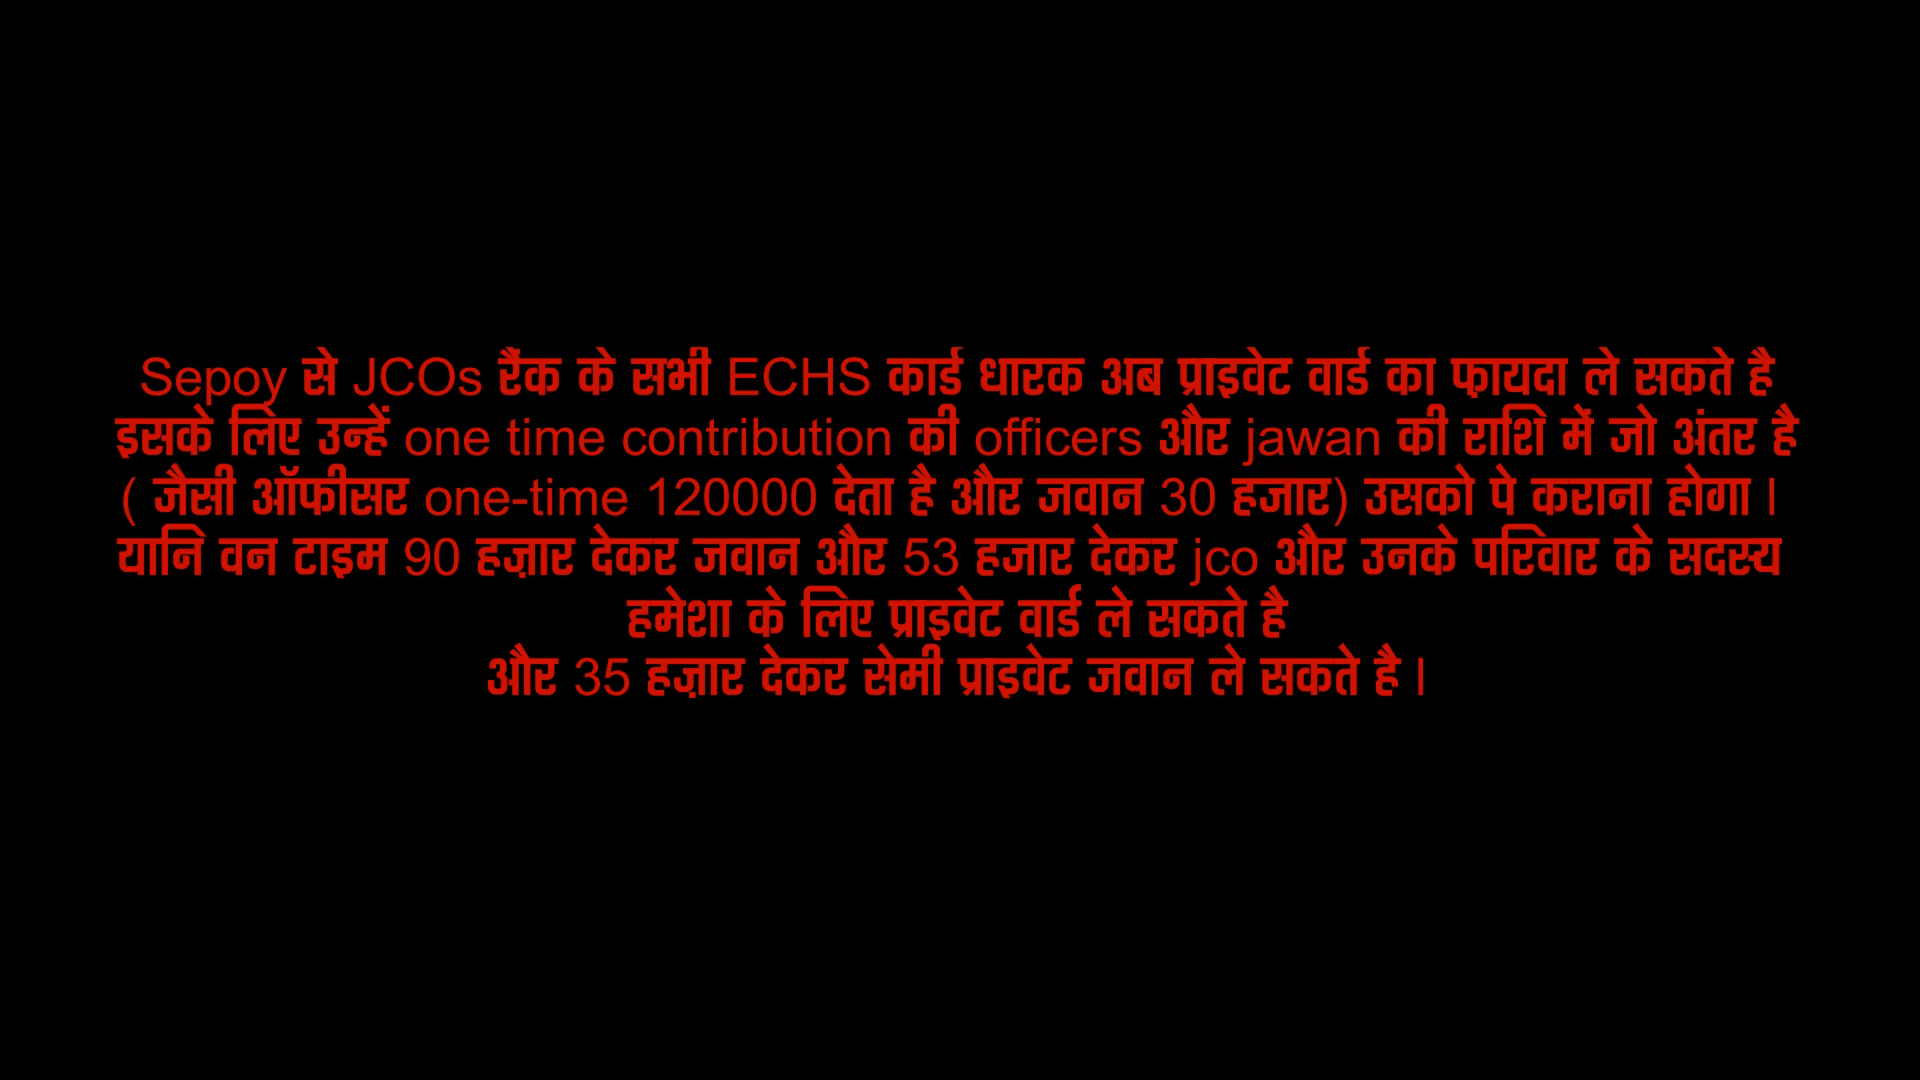 Sepoy से JCOs रैंक के सभी ECHS कार्ड धारक अब प्राइवेट वार्ड का फ़ायदा ले सकते है
इसके लिए उन्हें one time contribution की officers और jawan की राशि में जो अंतर है
( जैसी ऑफीसर one-time 120000 देता है और जवान 30 हजार) उसको पे कराना होगा ।
यानि वन टाइम 90 हज़ार देकर जवान और 53 हजार देकर jco और उनके परिवार के सदस्य
हमेशा के लिए प्राइवेट वार्ड ले सकते है
और 35 हज़ार देकर सेमी प्राइवेट जवान ले सकते है ।